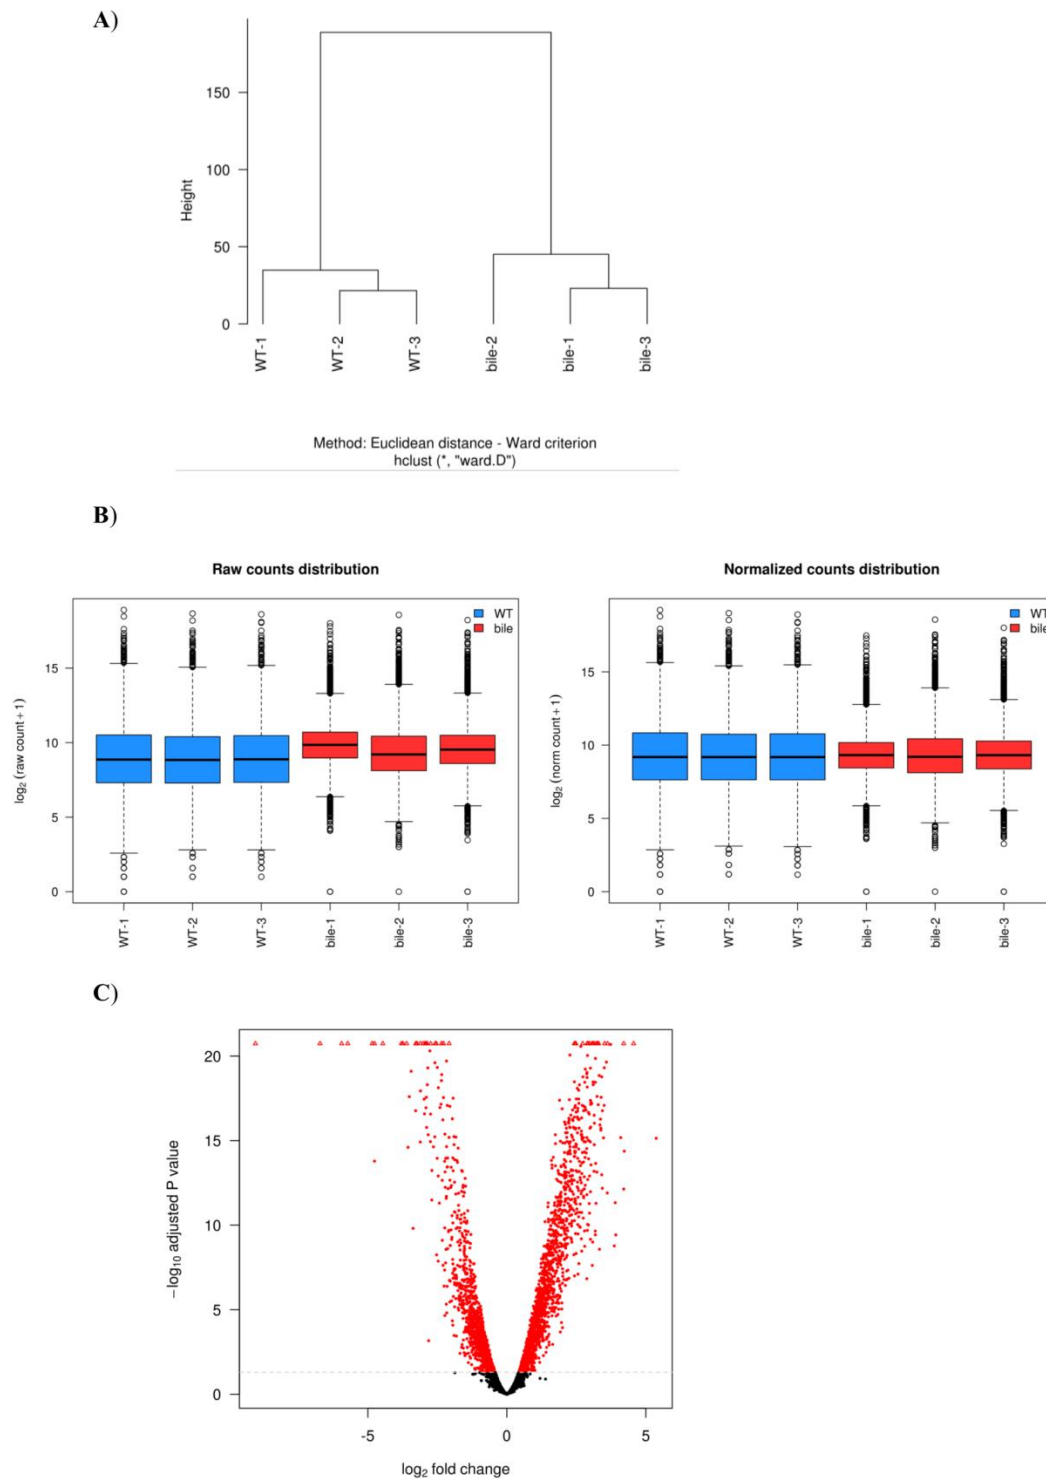 A)
150
100
50
0
Height
WT-1
WT-2
WT-3
bile-2
bile-1
bile-3
Method: Euclidean distance - Ward criterion
hclust (*, "ward.D")
B)
Raw counts distribution
WT
bile
15
10
5
0
log2 (raw count + 1)
WT-1
WT-2
WT-3
bile-1
bile-2
bile-3
Normalized counts distribution
WT
bile
15
10
5
0
log2 (norm count + 1)
WT-1
WT-2
WT-3
bile-1
bile-2
bile-3
C)
20
15
10
5
0
−log10 adjusted P value
-5
0
5
log2 fold change